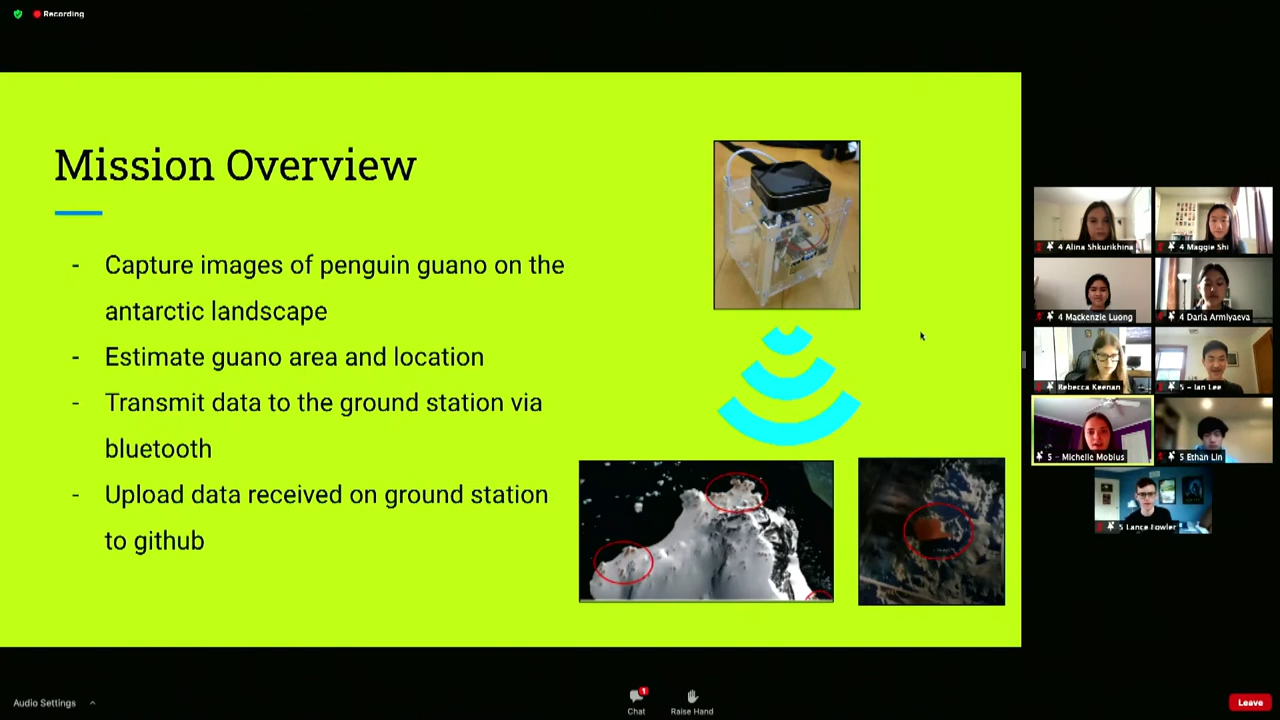 Recording
Mission Overview
- Capture images of penguin guano on the
antarctic landscape
- Estimate guano area and location
- Transmit data to the ground station via
bluetooth
- Upload data received on ground station
to github
4 Alina Shkurikhina
4 Maggie Shi
4 Mackenzie Luong
4 Daria Armiyaeva
Rebecca Keenan
5 - Ian Lee
5 - Michelle Mobius
5 Ethan Lin
5 Lance Fowler
Audio Settings
1
Chat
Raise Hand
Leave